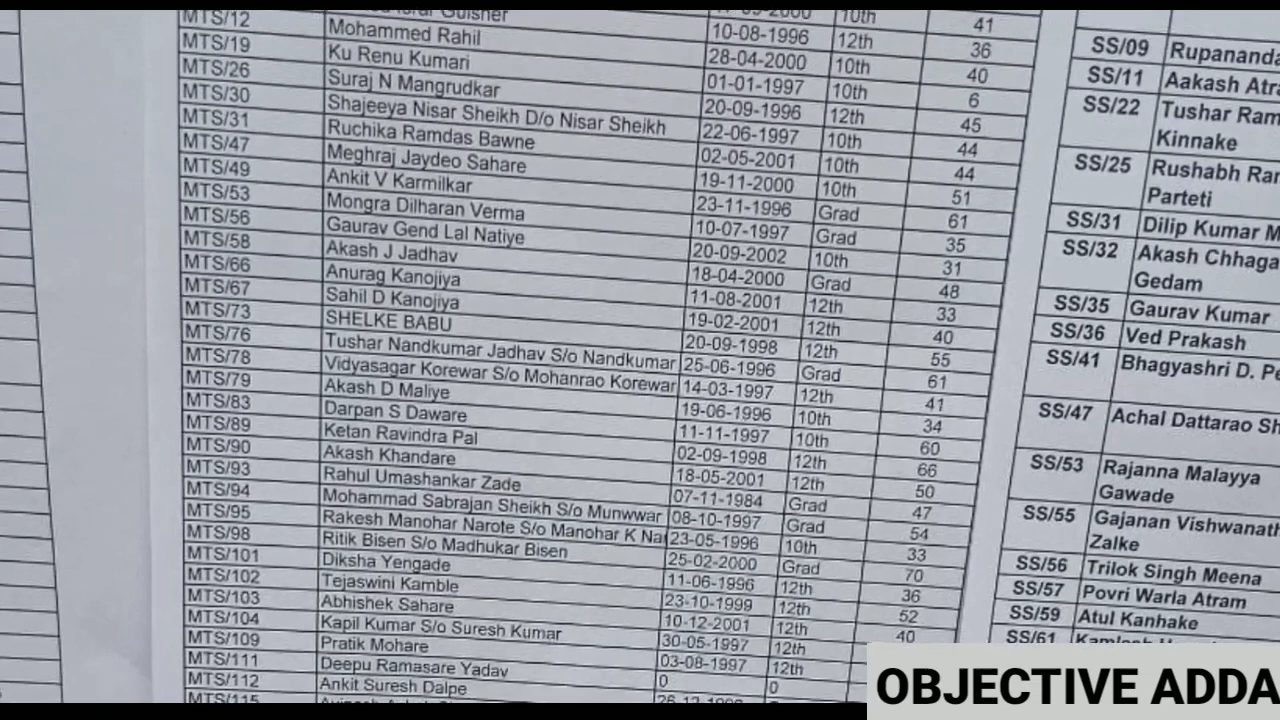 Gulsher 10-08-1996 12th 36
41
10th
MTS/12 Mohammed Rahil 28-04-2000 10th 40
MTS/19 Ku Renu Kumari 01-01-1997 10th 6
MTS/26 Suraj N Mangrudkar 20-09-1996 12th 45
MTS/30 Shajeeya Nisar Sheikh D/o Nisar Sheikh 22-06-1997 10th 44
MTS/31 Ruchika Ramdas Bawne 02-05-2001 10th 44
MTS/47 Meghraj Jaydeo Sahare 19-11-2000 10th 51
MTS/49 Ankit V Karmilkar 23-11-1996 Grad 61
MTS/53 Mongra Dilharan Verma 10-07-1997 Grad 35
MTS/56 Gaurav Gend Lal Natiye 20-09-2002 10th 31
MTS/58 Akash J Jadhav 18-04-2000 Grad 48
MTS/66 Anurag Kanojiya 11-08-2001 12th 33
MTS/67 Sahil D Kanojiya 19-02-2001 12th 40
MTS/73 SHELKE BABU 20-09-1998 12th 55
MTS/76 Tushar Nandkumar Jadhav S/o Nandkumar 25-06-1996 Grad 61
MTS/78 Vidyasagar Korewar S/o Mohanrao Korewar 14-03-1997 12th 41
MTS/79 Akash D Maliye 19-06-1996 10th 34
MTS/83 Darpan S Daware 11-11-1997 10th 60
MTS/89 Ketan Ravindra Pal 02-09-1998 12th 66
MTS/90 Akash Khandare 18-05-2001 12th 50
MTS/93 Rahul Umashankar Zade 07-11-1984 Grad 47
MTS/94 Mohammad Sabrajan Sheikh S/o Munwwar 08-10-1997 Grad 54
MTS/95 Rakesh Manohar Narote S/o Manohar K Na 23-05-1996 10th 33
MTS/98 Ritik Bisen S/o Madhukar Bisen 25-02-2000 Grad 70
MTS/101 Diksha Yengade 11-06-1996 12th 36
MTS/102 Tejaswini Kamble 23-10-1999 12th 52
MTS/103 Abhishek Sahare 10-12-2001 12th 40
MTS/104 Kapil Kumar S/o Suresh Kumar 30-05-1997 12th
MTS/109 Pratik Mohare 03-08-1997 12th
MTS/111 Deepu Ramasare Yadav 0 0
MTS/112 Ankit Suresh Dalpe
MTS/115
SS/09 Rupananda
SS/11 Aakash Atra
SS/22 Tushar Ram
Kinnake
SS/25 Rushabh Ran
Parteti
SS/31 Dilip Kumar M
SS/32 Akash Chhaga
Gedam
SS/35 Gaurav Kumar
SS/36 Ved Prakash
SS/41 Bhagyashri D. Pe
SS/47 Achal Dattarao Sh
SS/53 Rajanna Malayya
Gawade
SS/55 Gajanan Vishwanath
Zalke
SS/56 Trilok Singh Meena
SS/57 Povri Warla Atram
SS/59 Atul Kanhake
SS/61
OBJECTIVE ADDA